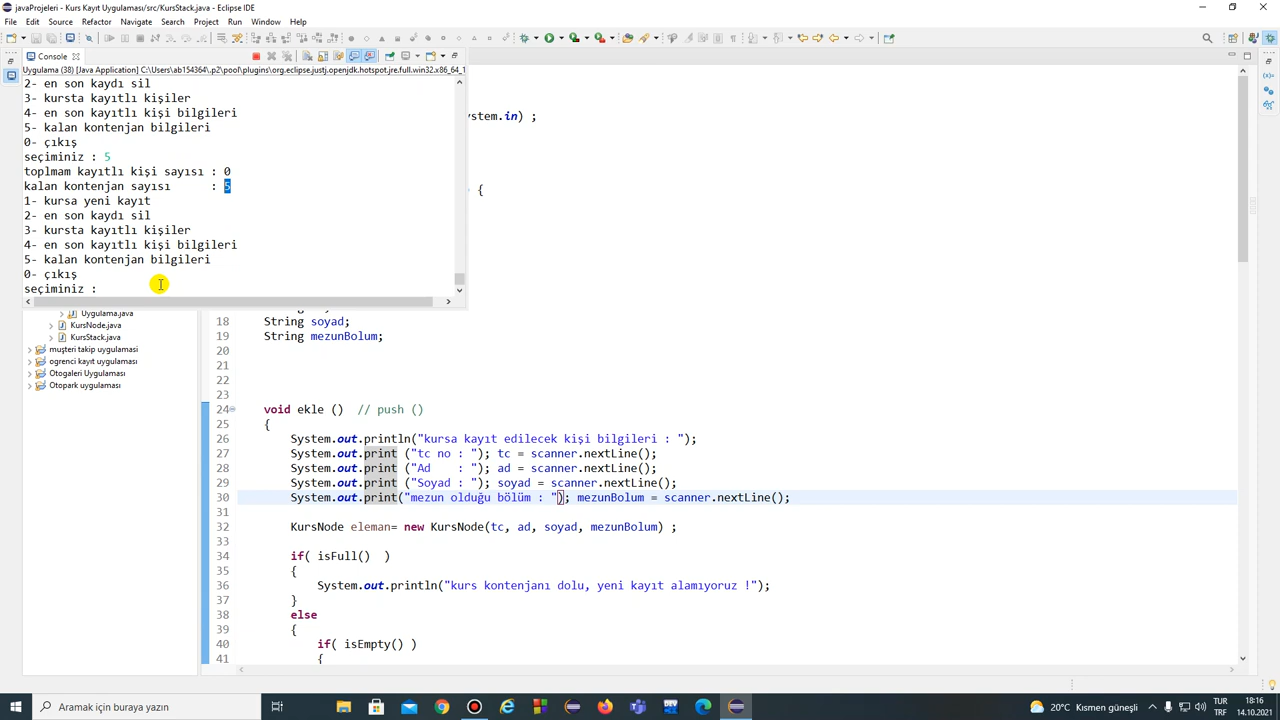 javaProjeleri - Kurs Kayıt Uygulaması/src/KursStack.java - Eclipse IDE
File Edit Source Refactor Navigate Search Project Run Window Help
Console
Uygulama (38) [Java Application] C:\Users\ab154364\.p2\pool\plugins\org.eclipse.justj.openjdk.hotspot.jre.full.win32.x86_64_1
2- en son kaydı sil
3- kursta kayıtlı kişiler
4- en son kayıtlı kişi bilgileri
5- kalan kontenjan bilgileri
0- çıkış
seçiminiz : 5
toplmam kayıtlı kişi sayısı : 0
kalan kontenjan sayısı : 5
1- kursa yeni kayıt
2- en son kaydı sil
3- kursta kayıtlı kişiler
4- en son kayıtlı kişi bilgileri
5- kalan kontenjan bilgileri
0- çıkış
seçiminiz :
ystem.in) ;
{
Uygulama.java
KursNode.java
KursStack.java
muşteri takip uygulaması
ogrenci kayıt uygulaması
Otogaleri Uygulaması
Otopark uygulaması
18 String soyad;
19 String mezunBolum;
20
21
22
23
24 void ekle () // push ()
25 {
26 System.out.println("kursa kayıt edilecek kişi bilgileri : ");
27 System.out.print ("tc no : "); tc = scanner.nextLine();
28 System.out.print ("Ad : "); ad = scanner.nextLine();
29 System.out.print ("Soyad : "); soyad = scanner.nextLine();
30 System.out.print("mezun olduğu bölüm : "); mezunBolum = scanner.nextLine();
31
32 KursNode eleman= new KursNode(tc, ad, soyad, mezunBolum) ;
33
34 if( isFull() )
35 {
36 System.out.println("kurs kontenjanı dolu, yeni kayıt alamıyoruz !");
37 }
38 else
39 {
40 if( isEmpty() )
41 {
Aramak için buraya yazın
DEV
20°C Kısmen güneşli
TUR
TRF
18:16
14.10.2021